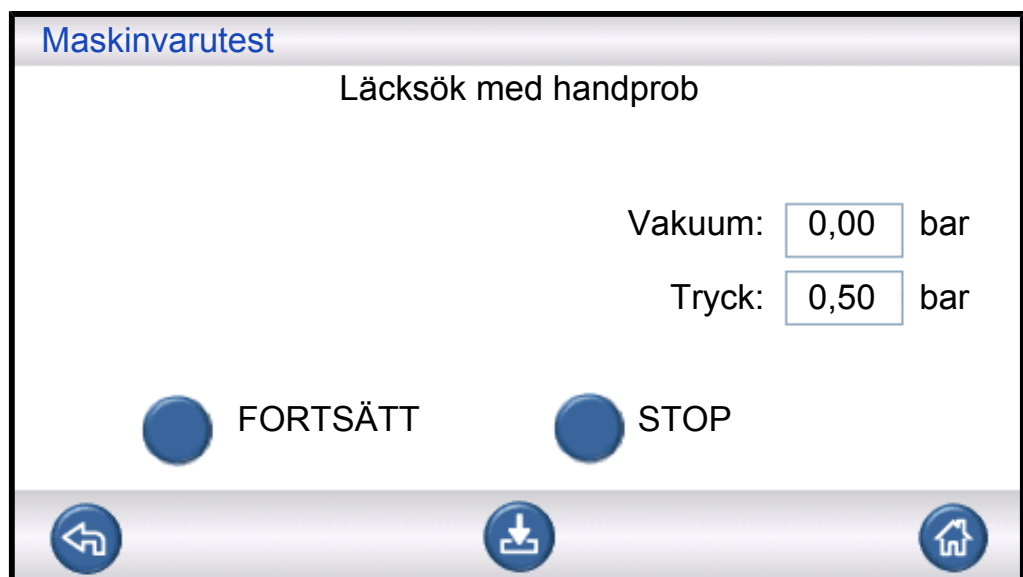 Maskinvarutest
Läcksök med handprob
Vakuum: 0,00 bar
Tryck: 0,50 bar
FORTSÄTT STOP